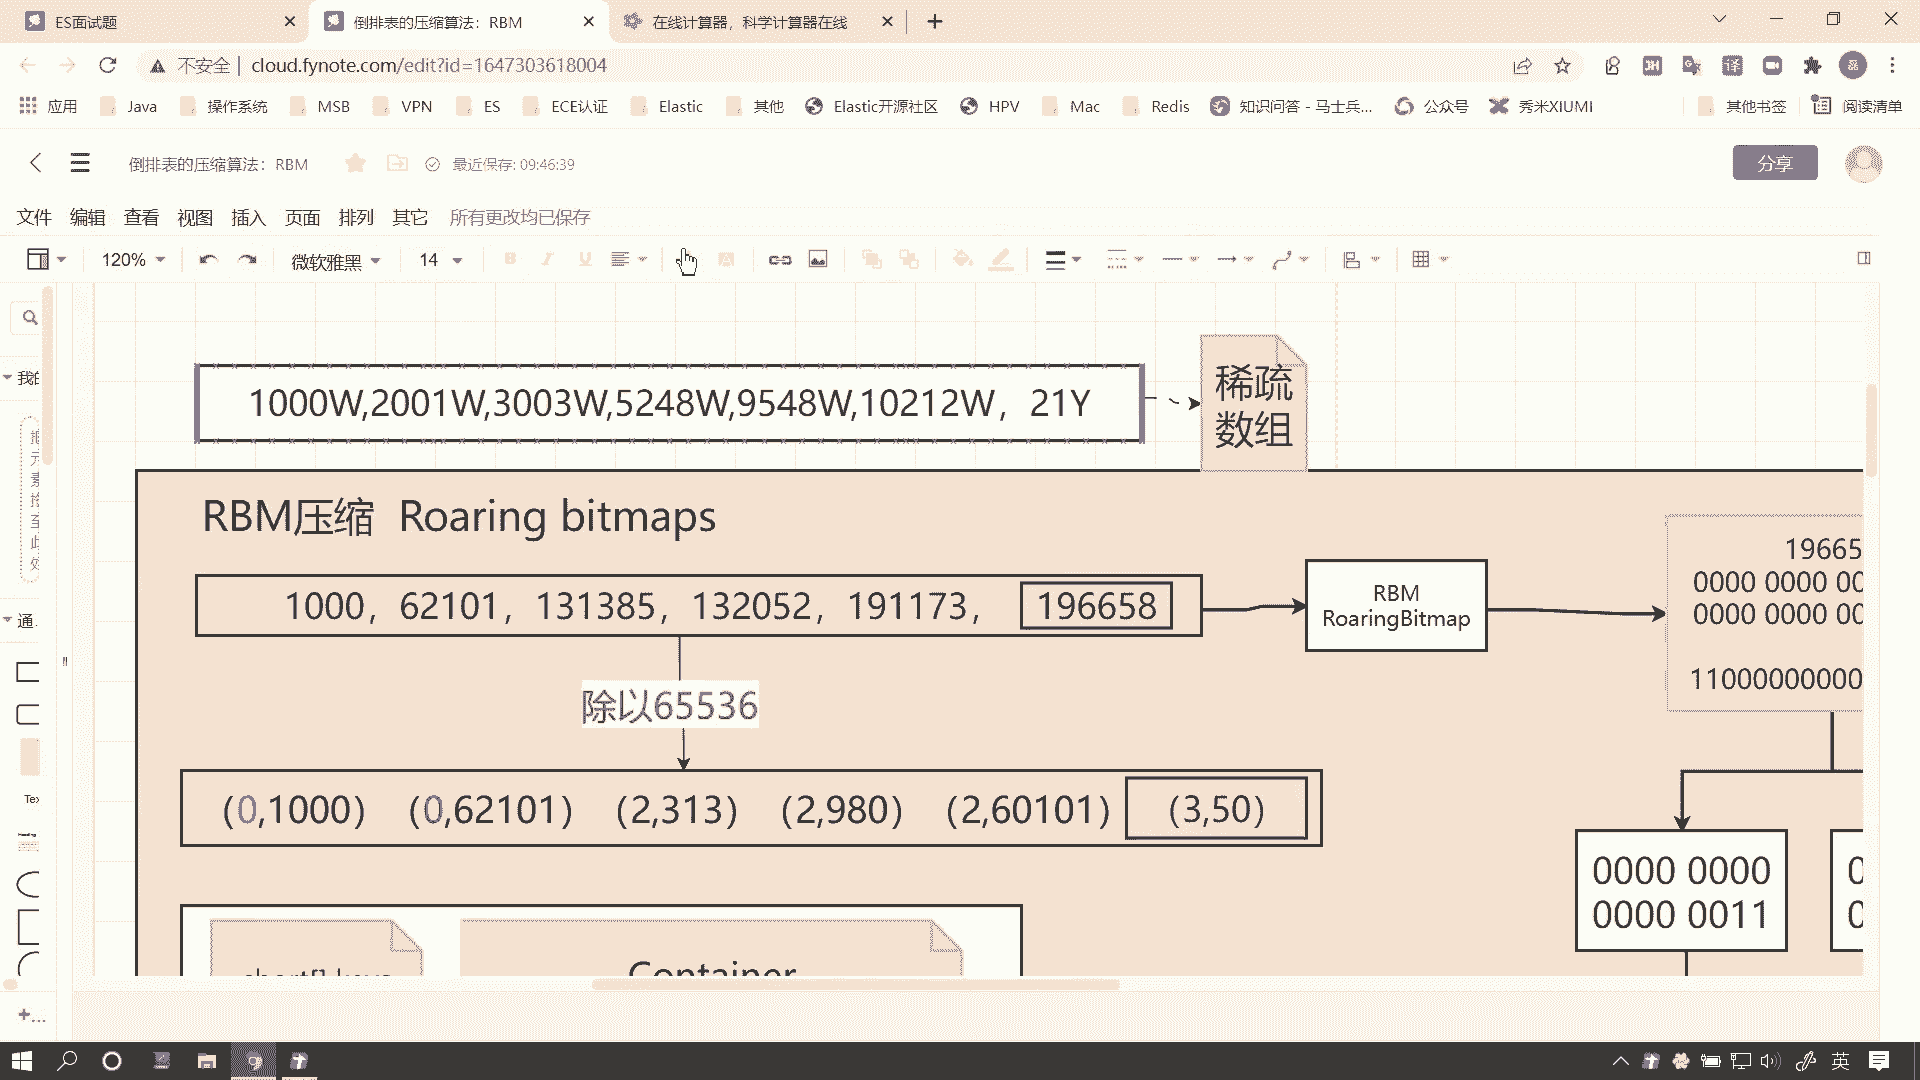 ES面试题
倒排表的压缩算法：RBM
在线计算器，科学计算器在线
不安全
cloud.fynote.com/edit?id=1647303618004
应用
Java
操作系统
MSB
VPN
ES
ECE认证
Elastic
其他
Elastic开源社区
HPV
Mac
Redis
知识问答 - 马士兵...
公众号
秀米XIUMI
其他书签
阅读清单
倒排表的压缩算法：RBM
最近保存: 09:46:39
分享
文件
编辑
查看
视图
插入
页面
排列
其它
所有更改均已保存
120%
微软雅黑
14
B
I
U
A
我的
1000W,2001W,3003W,5248W,9548W,10212W，21Y
稀疏
数组
RBM压缩 Roaring bitmaps
1000，62101，131385，132052，191173，
196658
RBM
RoaringBitmap
19665
0000 0000 00
0000 0000 00
11000000000
通.
除以65536
Tex
(0,1000) (0,62101) (2,313) (2,980) (2,60101)
(3,50)
0000 0000
0000 0011
0
0
short[] keys
Container
英